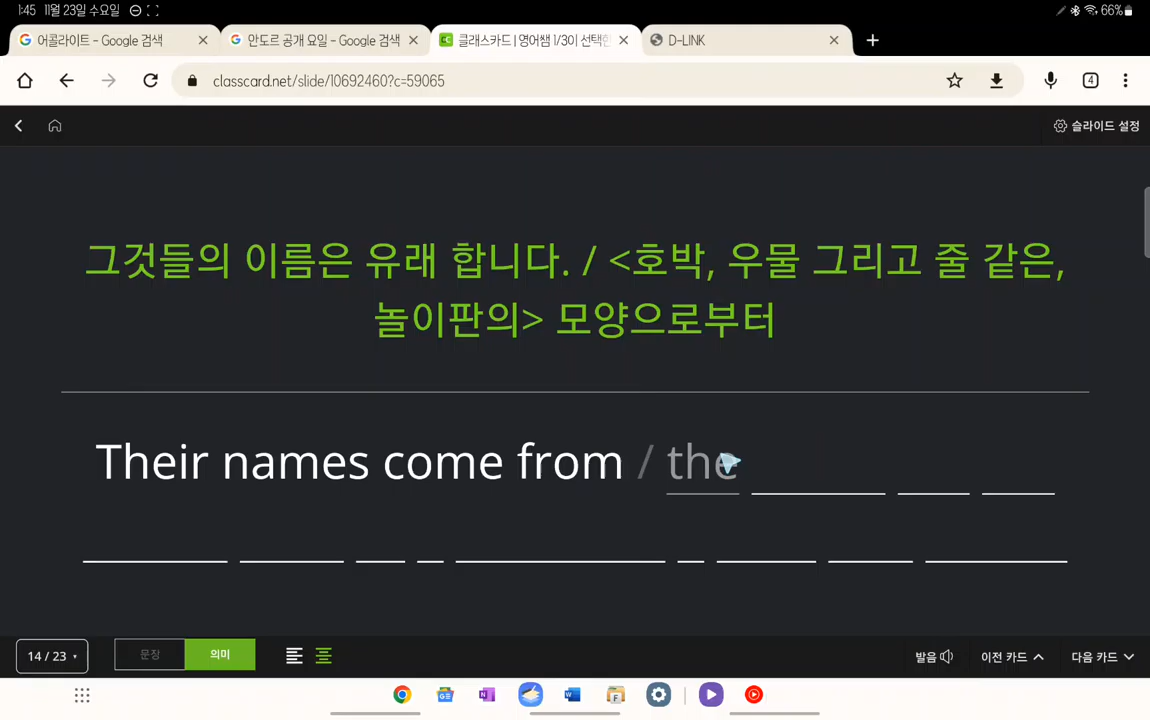 1:45 11월 23일 수요일 66%
어콜라이트 - Google 검색 안도르 공개 요일 - Google 검색 클래스카드 | 영어쌤 1/30| 선택한 D-LINK
classcard.net/slide/10692460?c=59065 4
슬라이드 설정
그것들의 이름은 유래 합니다. / <호박, 우물 그리고 줄 같은,
놀이판의> 모양으로부터
Their names come from / the
14 / 23 문장 의미 발음 이전 카드 다음 카드